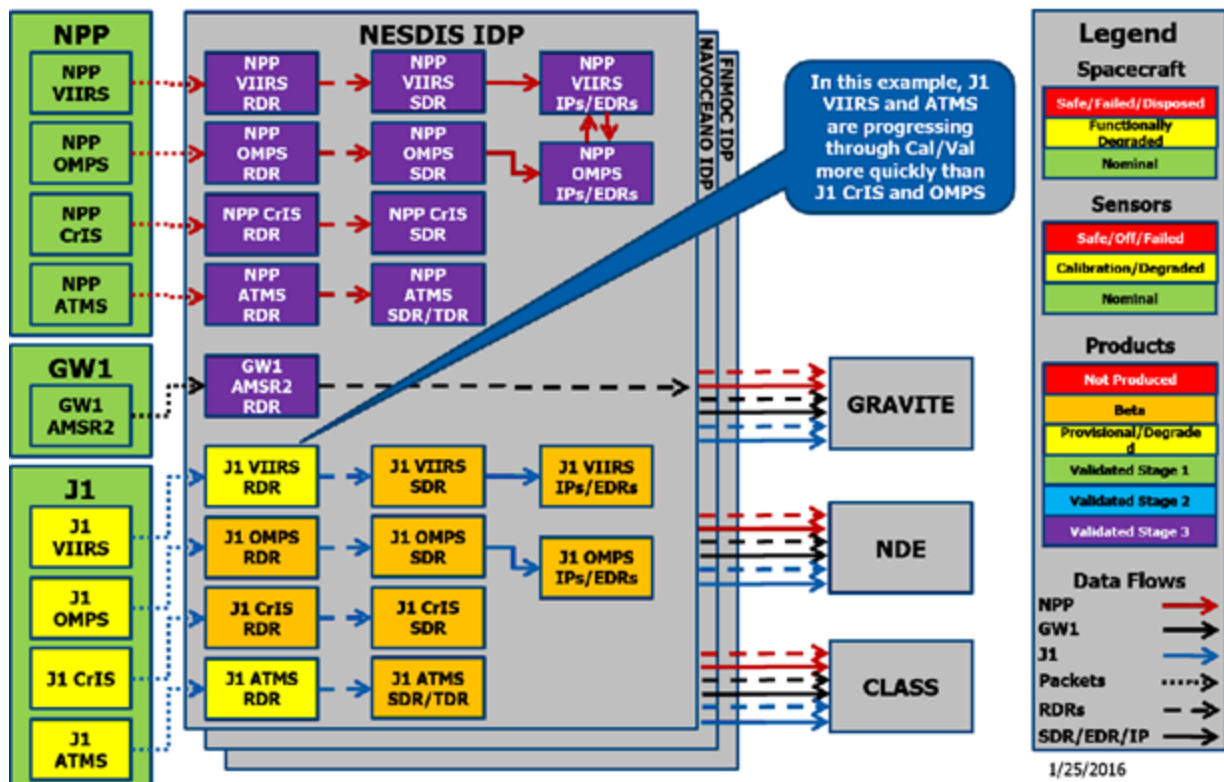 NPP
NPP
VIIRS
NPP
OMPS
NPP
CrIS
NPP
ATMS
GW1
GW1
AMSR2
J1
J1
VIIRS
J1
OMPS
J1 CrIS
J1
ATMS
NESDIS IDP
NAVOCEANO IDP
FNMOC IDP
NPP
VIIRS
RDR
NPP
VIIRS
SDR
NPP
VIIRS
IPs/EDRs
NPP
OMPS
RDR
NPP
OMPS
SDR
NPP
OMPS
IPs/EDRs
NPP CrIS
RDR
NPP CrIS
SDR
NPP
ATMS
RDR
NPP
ATMS
SDR/TDR
GW1
AMSR2
RDR
J1 VIIRS
RDR
J1 VIIRS
SDR
J1 VIIRS
IPs/EDRs
J1 OMPS
RDR
J1 OMPS
SDR
J1 OMPS
IPs/EDRs
J1 CrIS
RDR
J1 CrIS
SDR
J1 ATMS
RDR
J1 ATMS
SDR/TDR
In this example, J1
VIIRS and ATMS
are progressing
through Cal/Val
more quickly than
J1 CrIS and OMPS
GRAVITE
NDE
CLASS
Legend
Spacecraft
Safe/Failed/Disposed
Functionally
Degraded
Nominal
Sensors
Safe/Off/Failed
Calibration/Degraded
Nominal
Products
Not Produced
Beta
Provisional/Degrade
d
Validated Stage 1
Validated Stage 2
Validated Stage 3
Data Flows
NPP
GW1
J1
Packets
RDRs
SDR/EDR/IP
1/25/2016